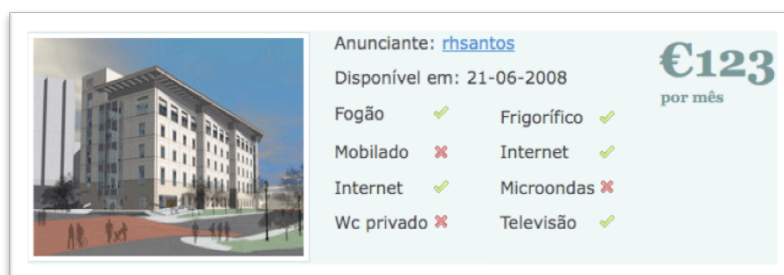 Anunciante: rhsantos
€123
Disponível em: 21-06-2008
por mês
Fogão
Frigorífico
Mobilado
Internet
Internet
Microondas
Wc privado
Televisão